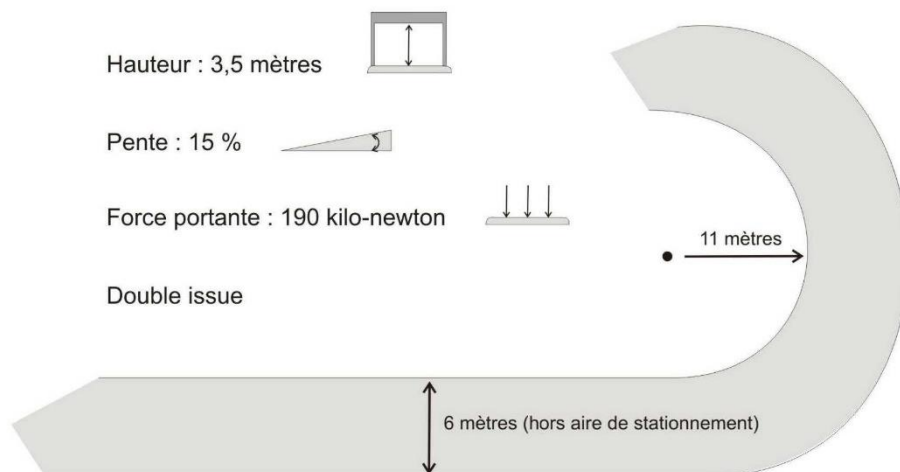 Hauteur : 3,5 mètres
Pente : 15 %
Force portante : 190 kilo-newton
11 mètres
Double issue
6 mètres (hors aire de stationnement)